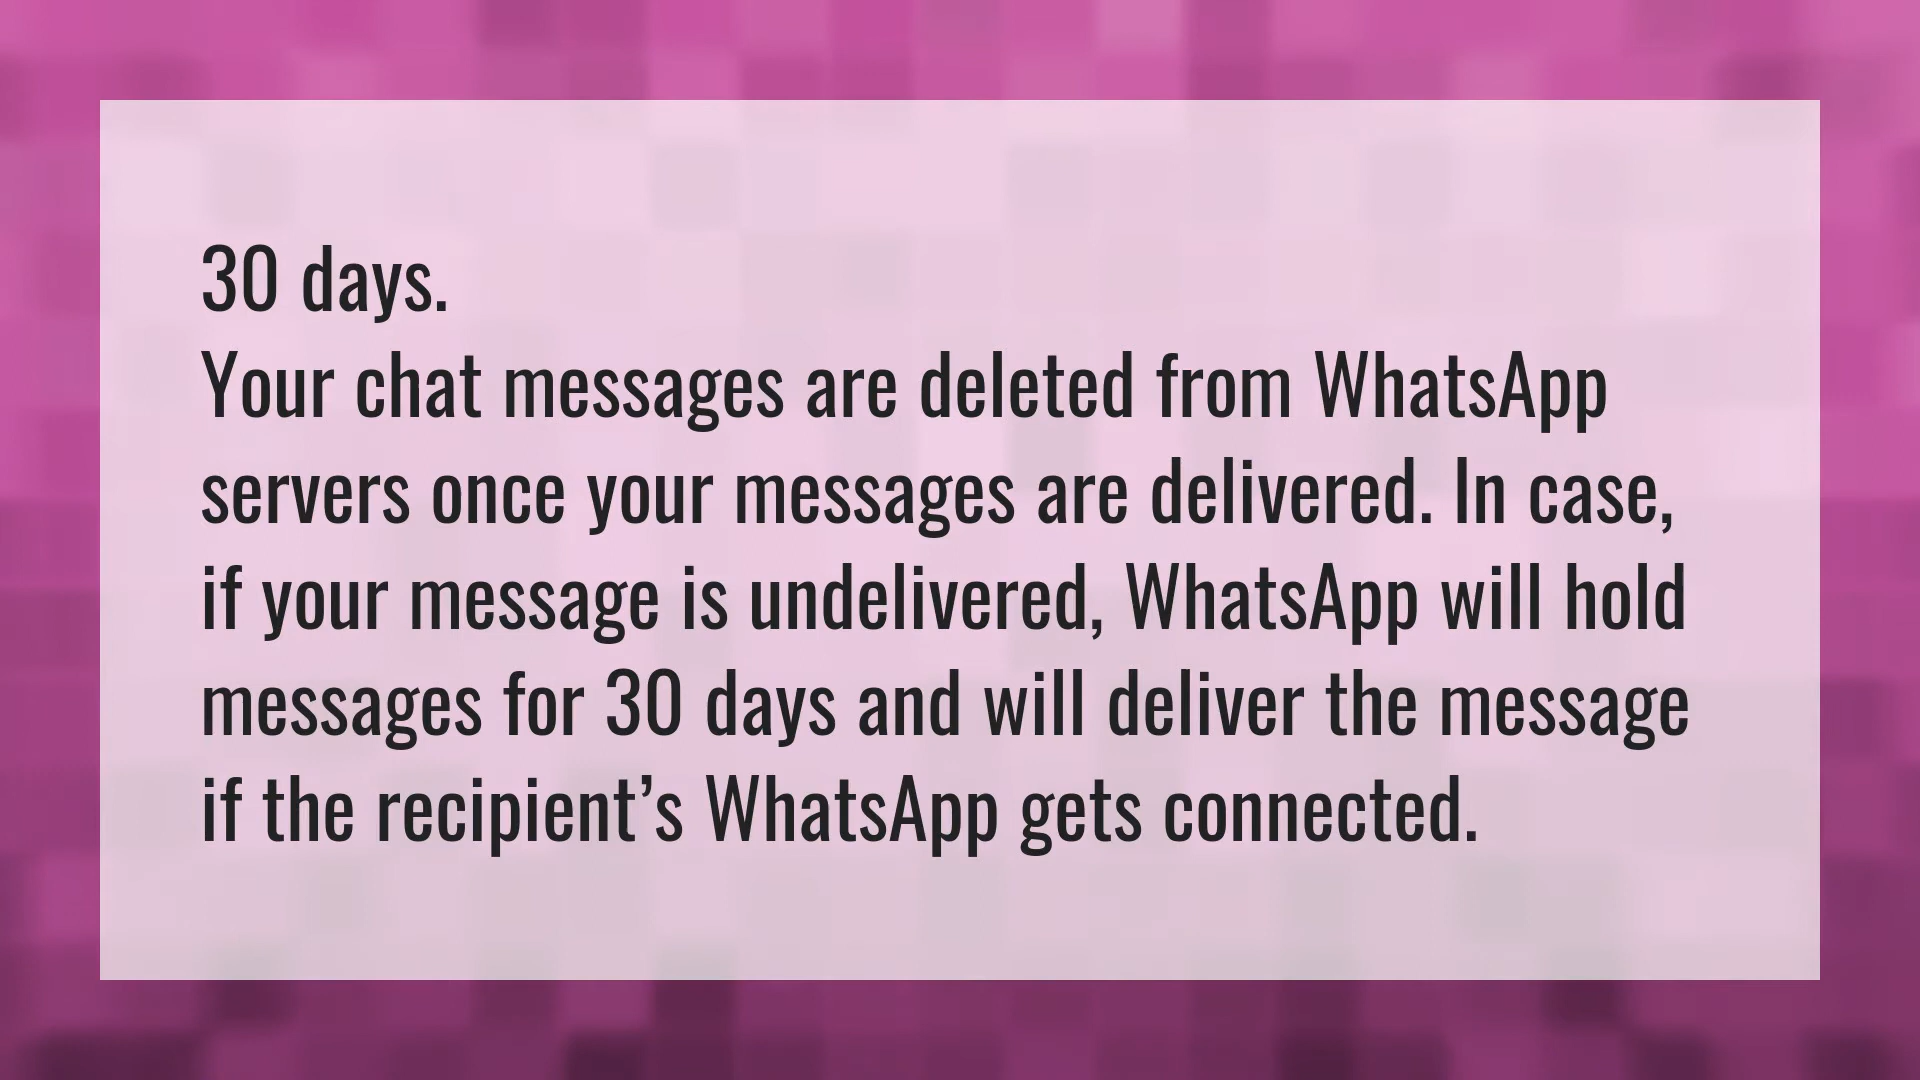 30 days.
Your chat messages are deleted from WhatsApp
servers once your messages are delivered. In case,
if your message is undelivered, WhatsApp will hold
messages for 30 days and will deliver the message
if the recipient’s WhatsApp gets connected.